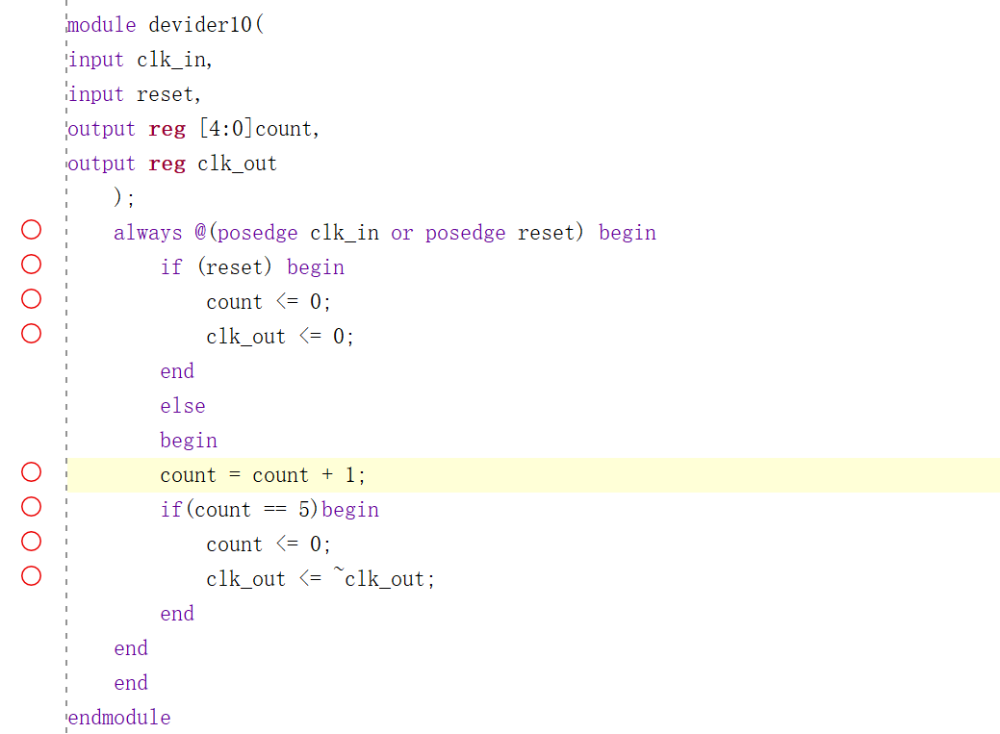 module devider10(
input clk_in,
input reset,
output reg [4:0]count,
output reg clk_out
    );
    always @(posedge clk_in or posedge reset) begin
        if (reset) begin
            count <= 0;
            clk_out <= 0;
        end
        else
        begin
        count = count + 1;
        if(count == 5)begin
            count <= 0;
            clk_out <= ~clk_out;
        end
    end
    end
endmodule